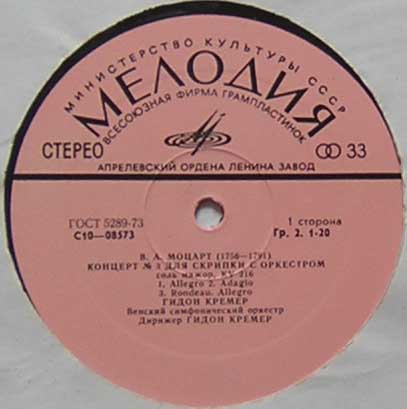 МИНИСТЕРСТВО КУЛЬТУРЫ СССР
МЕЛОДИЯ
ВСЕСОЮЗНАЯ ФИРМА ГРАМПЛАСТИНОК
СТЕРЕО
33
АПРЕЛЕВСКИЙ ОРДЕНА ЛЕНИНА ЗАВОД
ГОСТ 5289-73
С10—08573
1 сторона
Гр. 2. 1-20
В. А. МОЦАРТ (1756—1791)
КОНЦЕРТ № 3 ДЛЯ СКРИПКИ С ОРКЕСТРОМ
соль мажор, KV 216
1. Allegro 2. Adagio
3. Rondeau. Allegro
ГИДОН КРЕМЕР
Венский симфонический оркестр
Дирижер ГИДОН КРЕМЕР